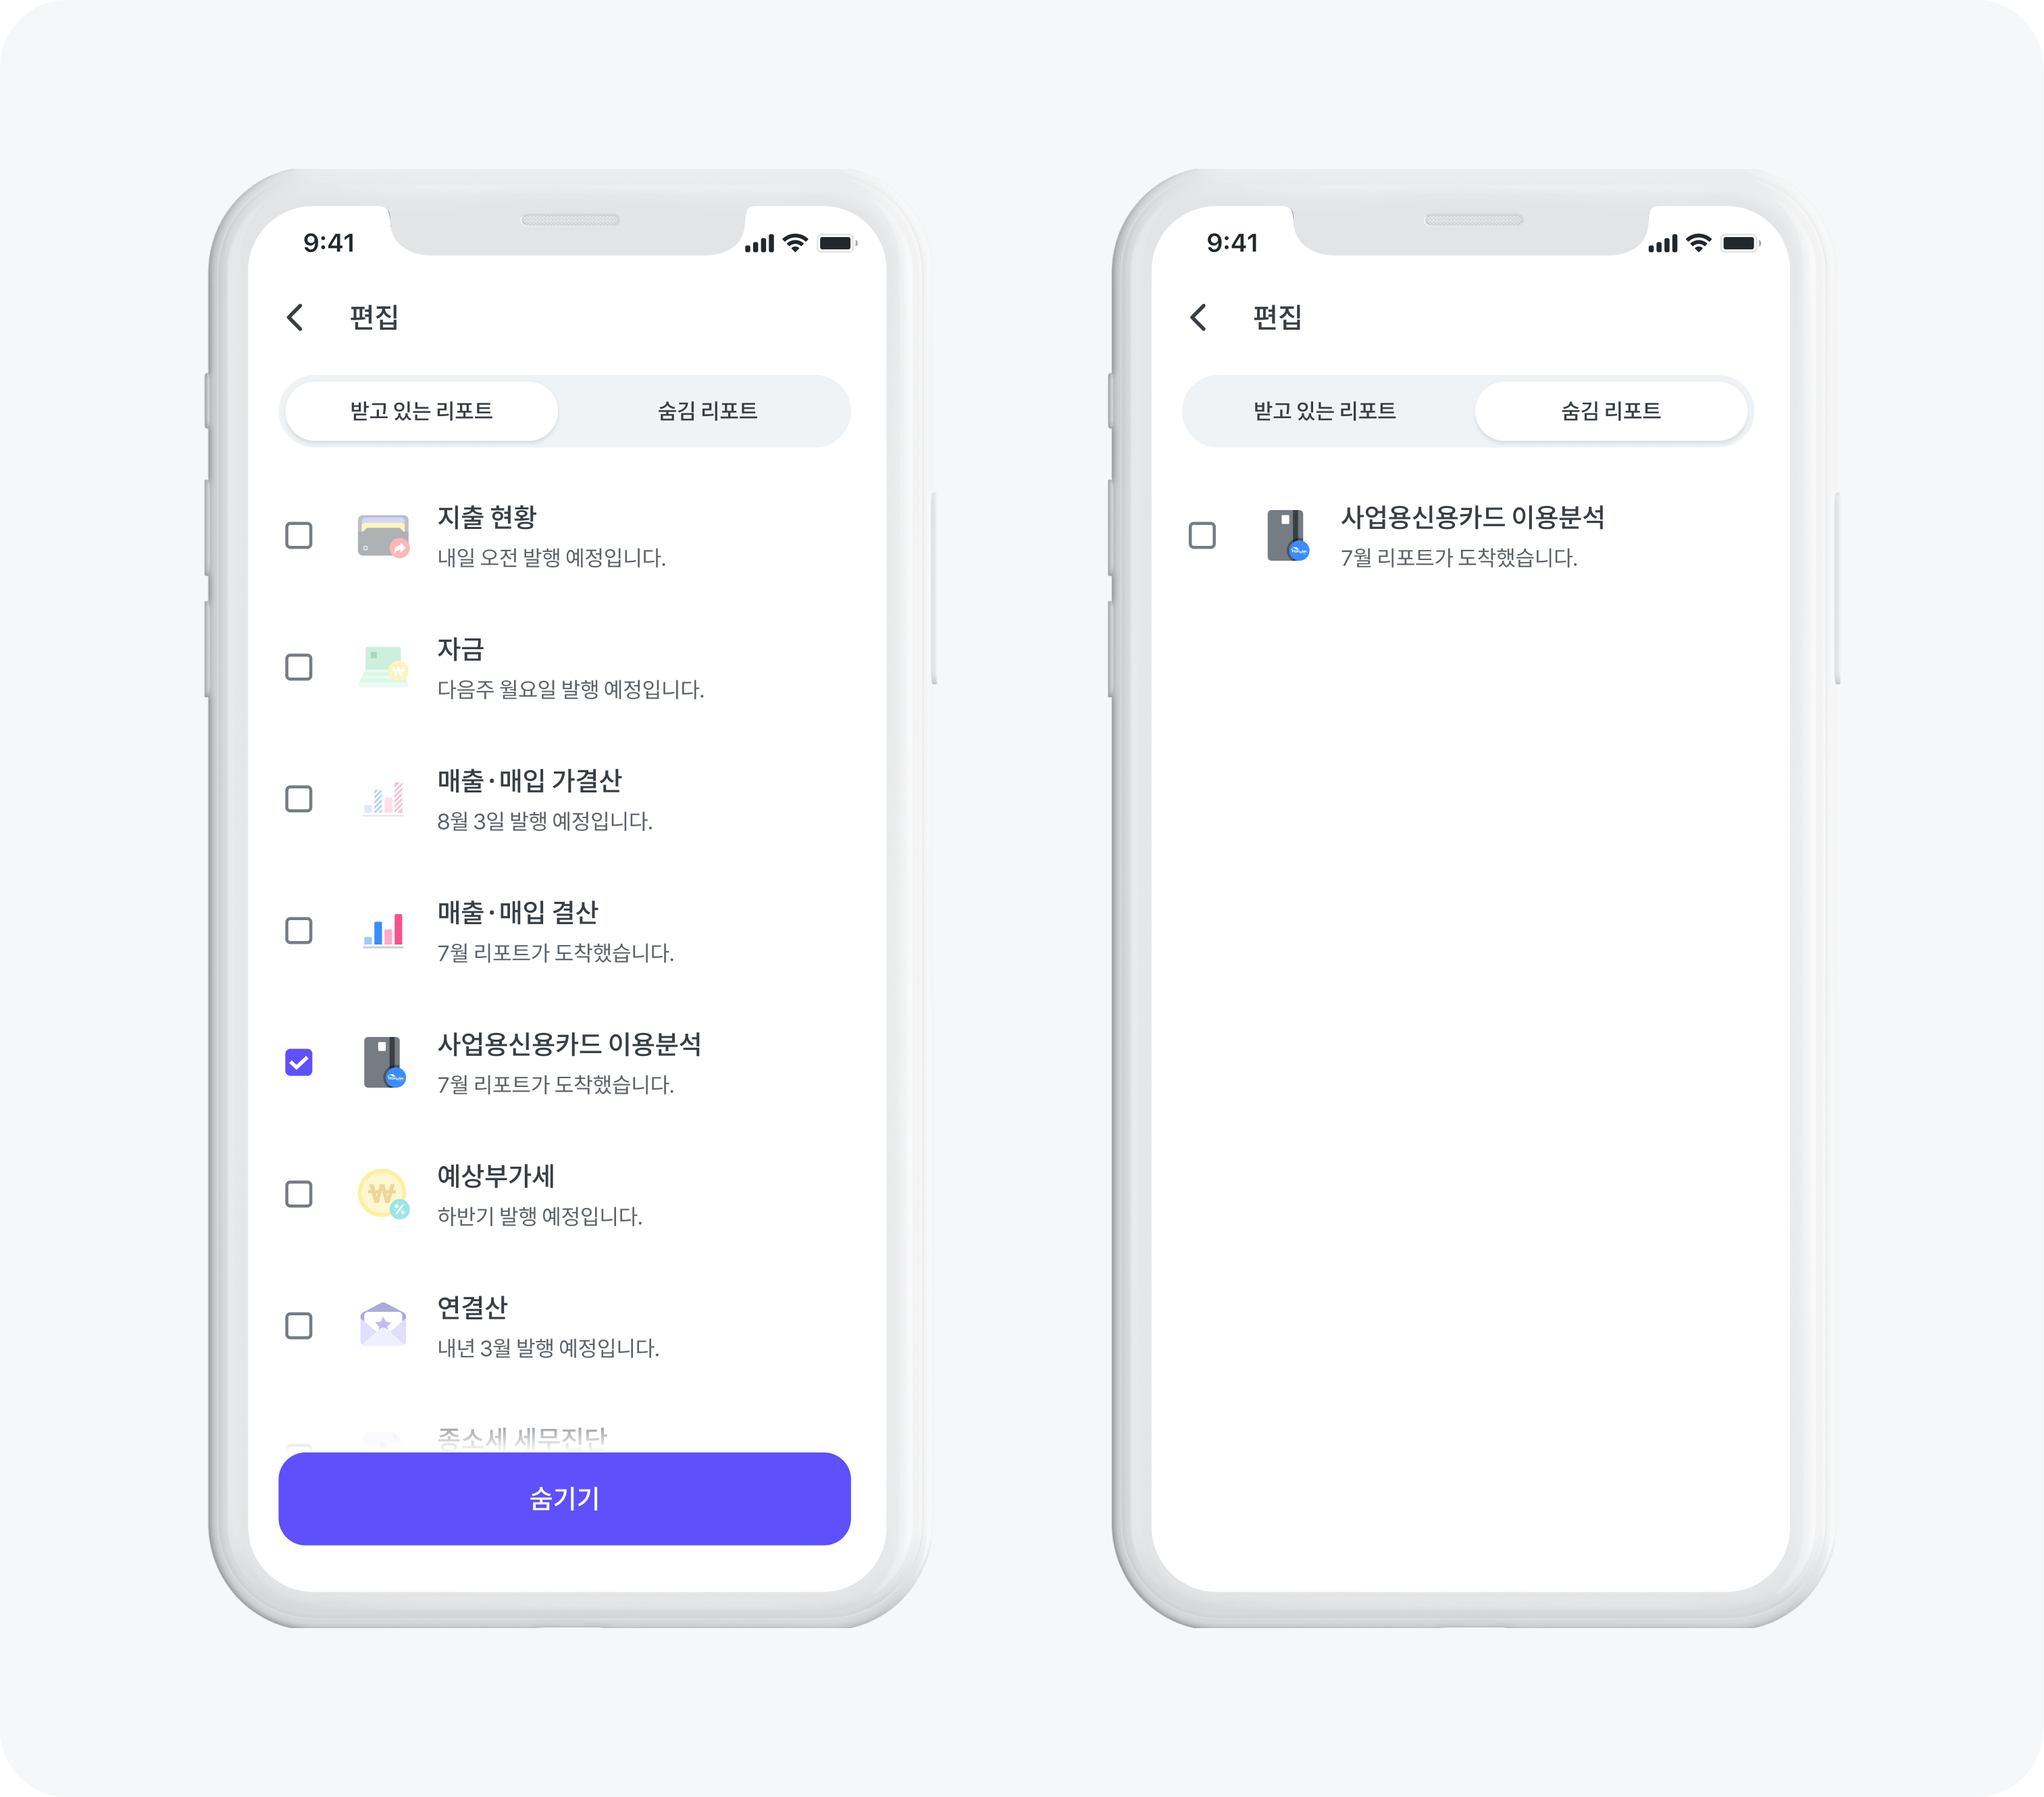 9:41
편집
받고 있는 리포트
숨김 리포트
지출 현황
내일 오전 발행 예정입니다.
자금
다음주 월요일 발행 예정입니다.
매출·매입 가결산
8월 3일 발행 예정입니다.
매출·매입 결산
7월 리포트가 도착했습니다.
사업용신용카드 이용분석
7월 리포트가 도착했습니다.
예상부가세
하반기 발행 예정입니다.
연결산
내년 3월 발행 예정입니다.
종소세 세무진단
숨기기
9:41
편집
받고 있는 리포트
숨김 리포트
사업용신용카드 이용분석
7월 리포트가 도착했습니다.